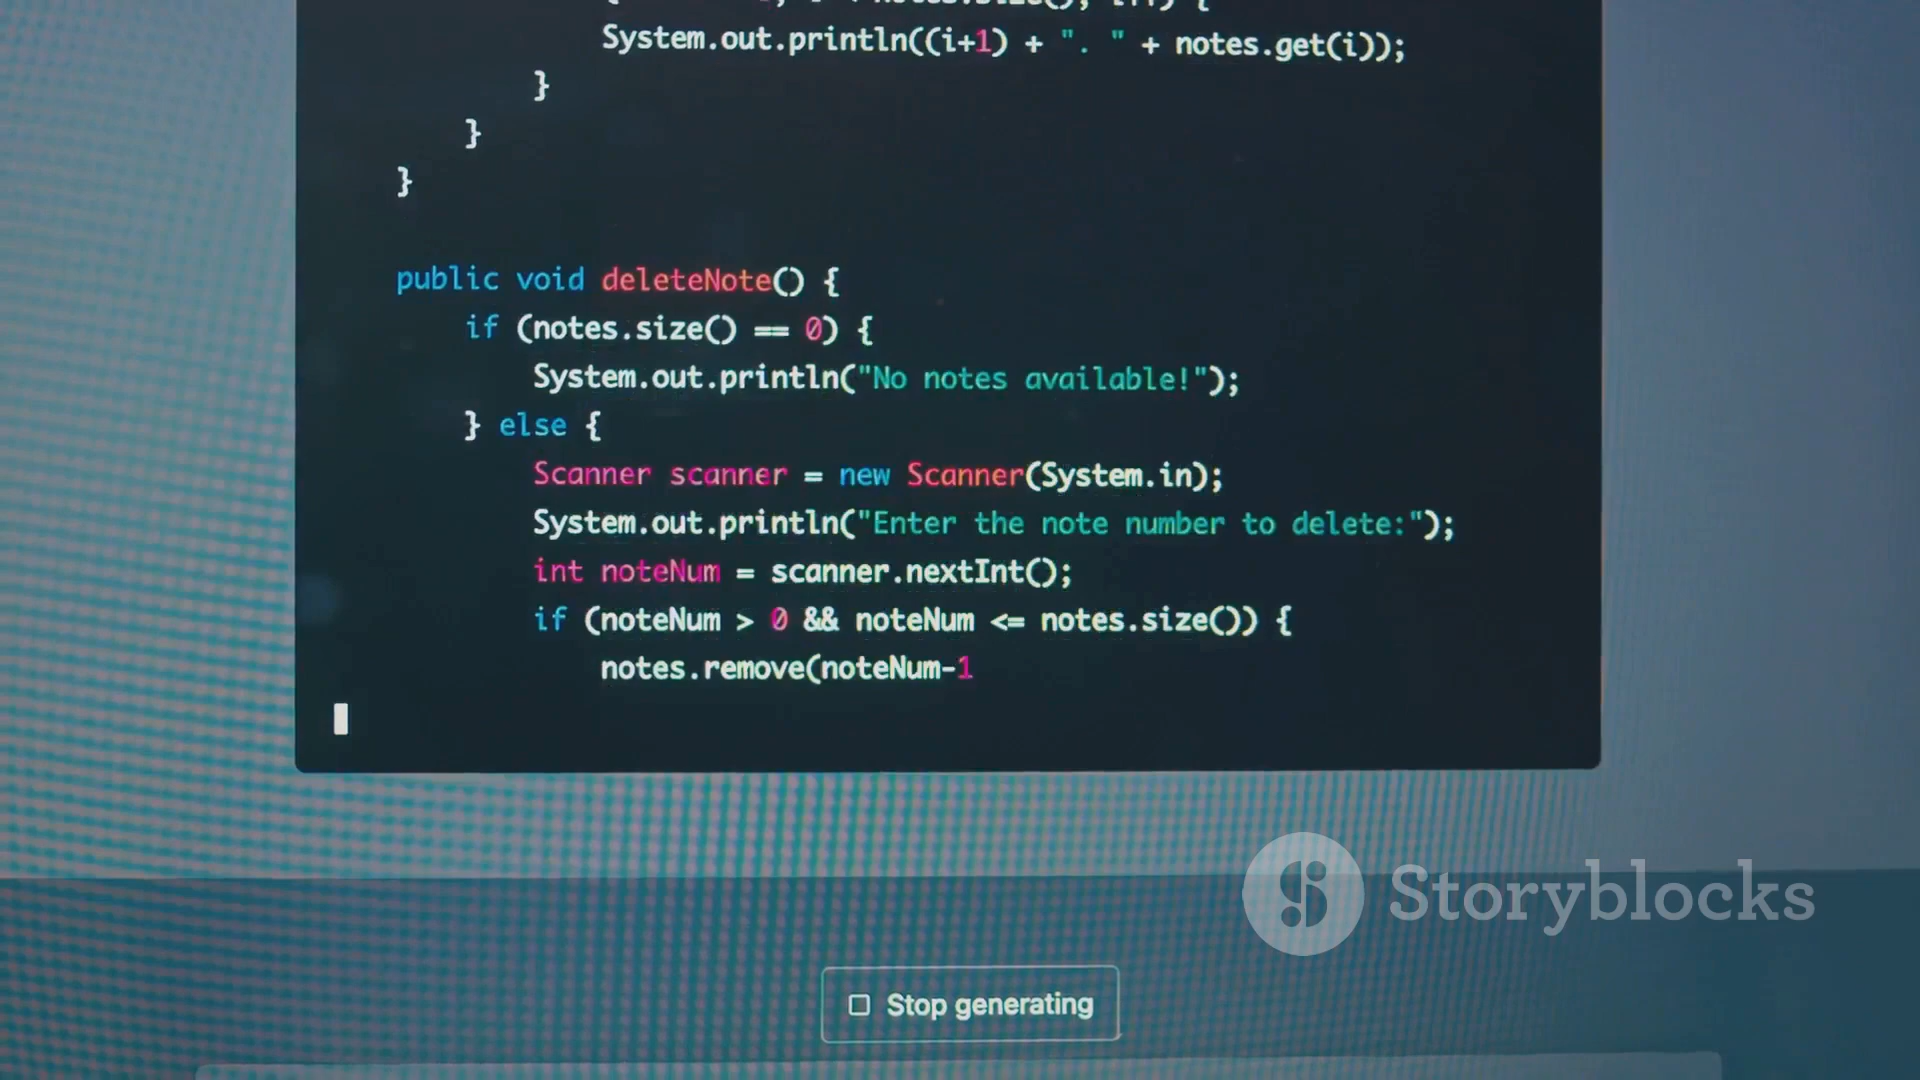 System.out.println((i+1) + ". " + notes.get(i));
}
}
}
public void deleteNote() {
if (notes.size() == 0) {
System.out.println("No notes available!");
} else {
Scanner scanner = new Scanner(System.in);
System.out.println("Enter the note number to delete:");
int noteNum = scanner.nextInt();
if (noteNum > 0 && noteNum <= notes.size()) {
notes.remove(noteNum-1
Storyblocks
Stop generating